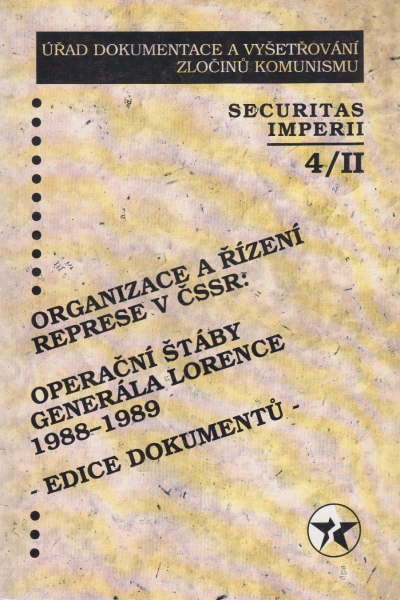 ÚŘAD DOKUMENTACE A VYŠETŘOVÁNÍ
ZLOČINŮ KOMUNISMU
SECURITAS
IMPERII
4/II
ORGANIZACE A ŘÍZENÍ
REPRESE V ČSSR:
OPERAČNÍ ŠTÁBY
GENERÁLA LORENCE
1988–1989
- EDICE DOKUMENTŮ -
dpa